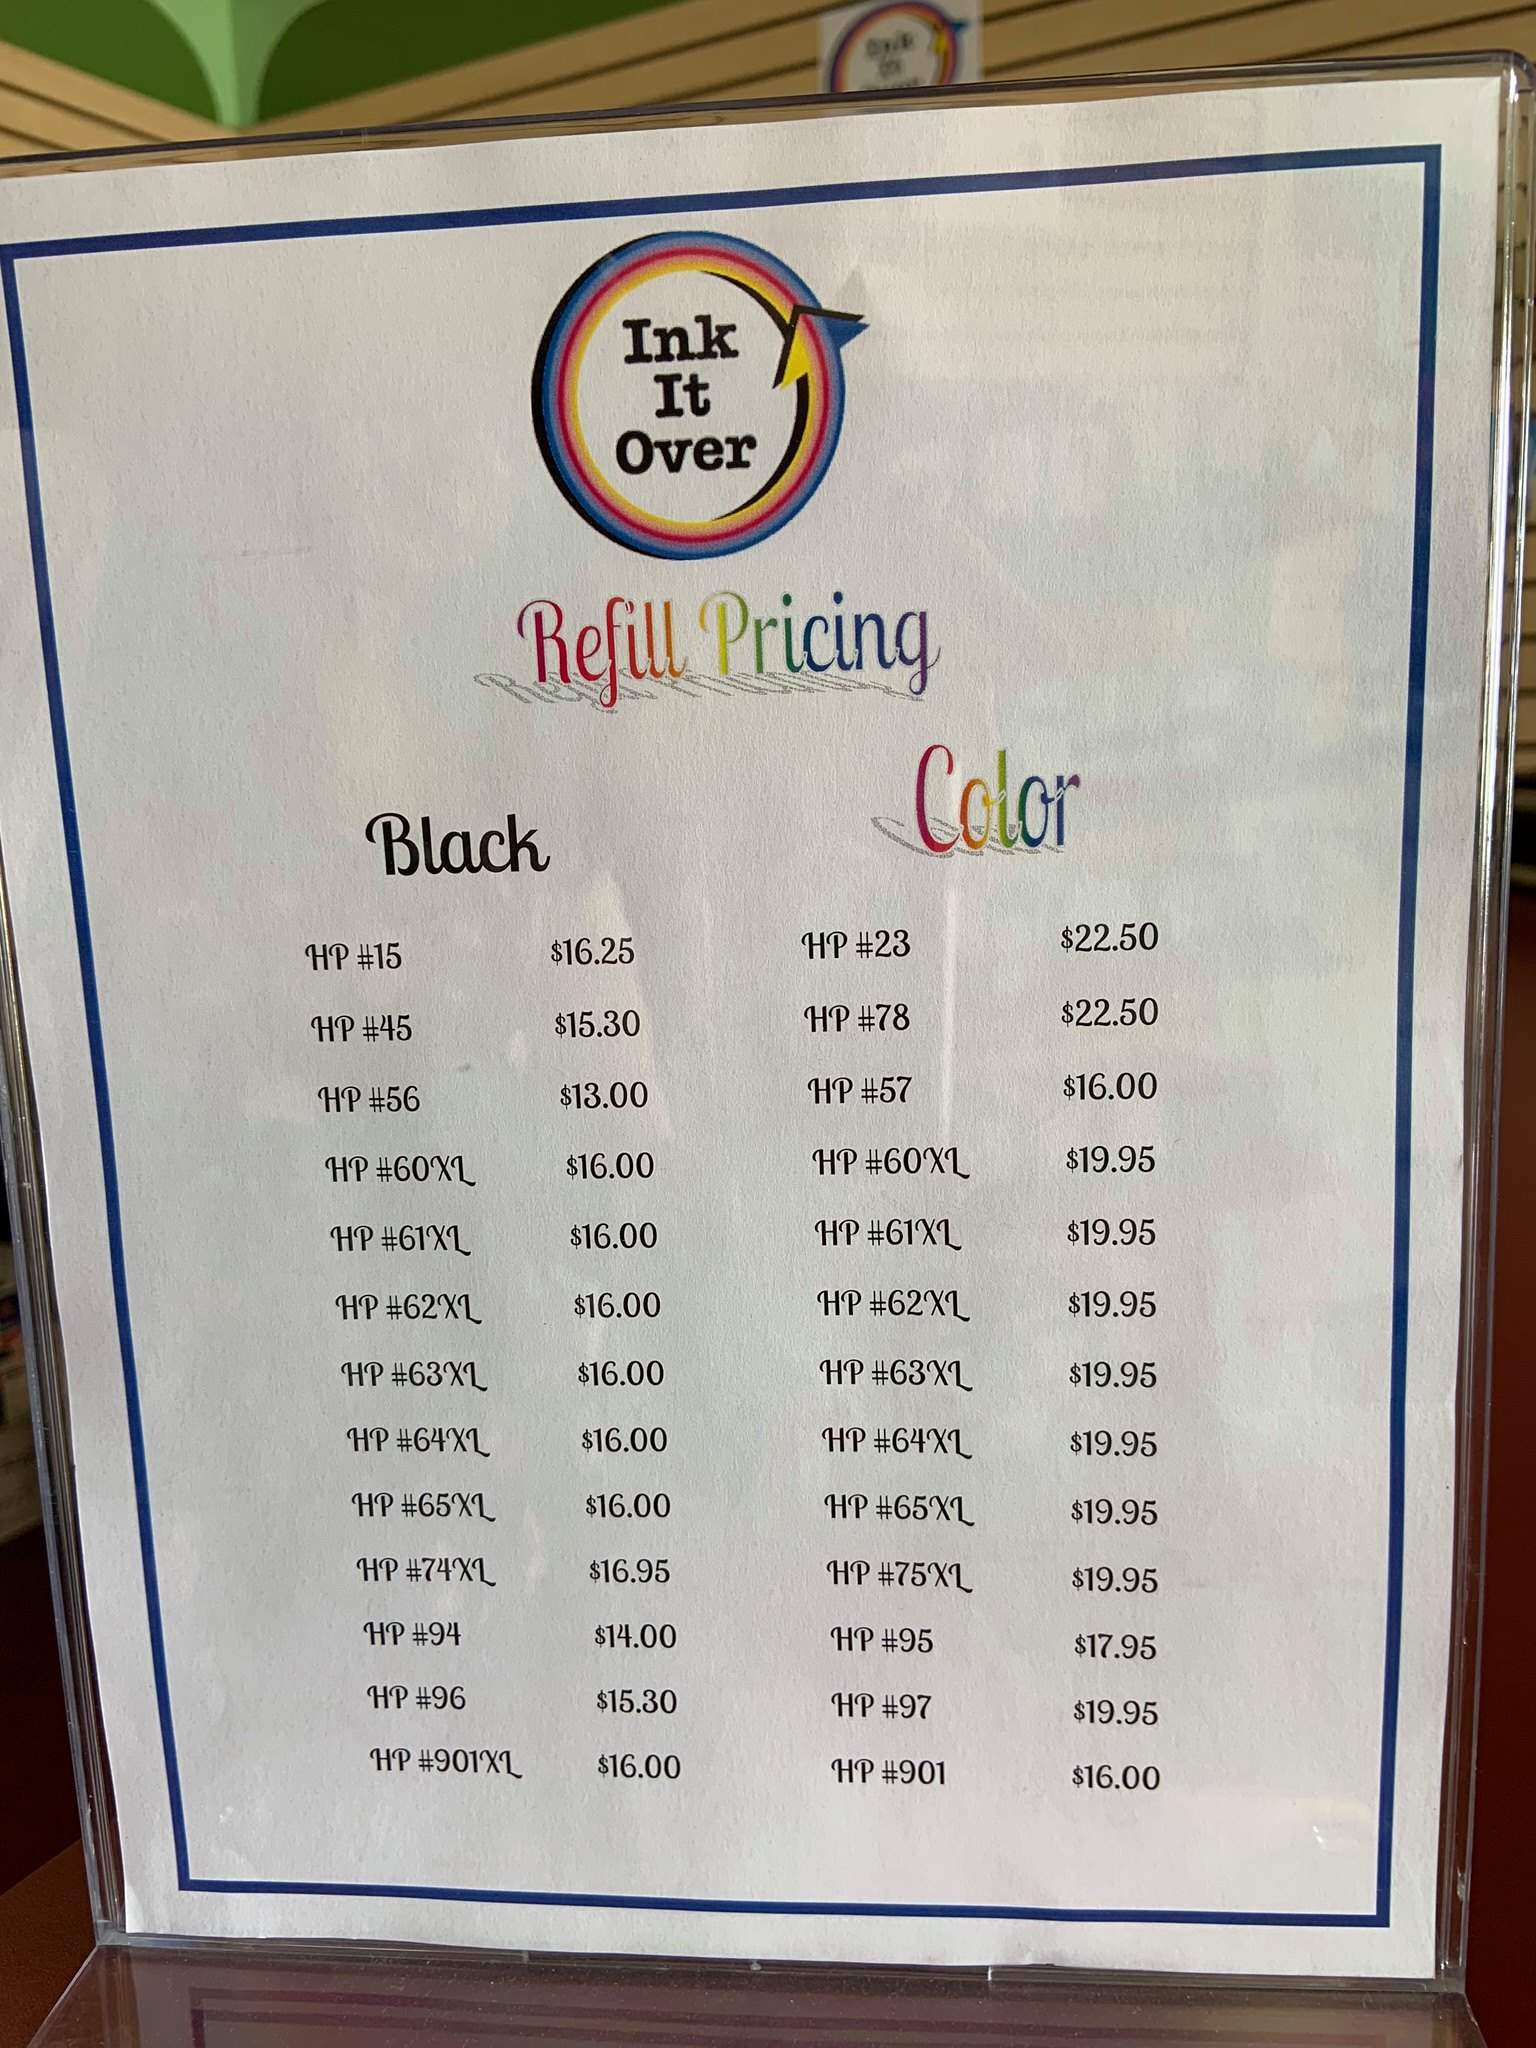 Ink
It
Ink
It
Over
Refill Pricing
Color
Black
HP #15 $16.25 HP #23 $22.50
HP #45 $15.30 HP #78 $22.50
HP #56 $13.00 HP #57 $16.00
HP #60XL $16.00 HP #60XL $19.95
HP #61XL $16.00 HP #61XL $19.95
HP #62XL $16.00 HP #62XL $19.95
HP #63XL $16.00 HP #63XL $19.95
HP #64XL $16.00 HP #64XL $19.95
HP #65XL $16.00 HP #65XL $19.95
HP #74XL $16.95 HP #75XL $19.95
HP #94 $14.00 HP #95 $17.95
HP #96 $15.30 HP #97 $19.95
HP #901XL $16.00 HP #901 $16.00